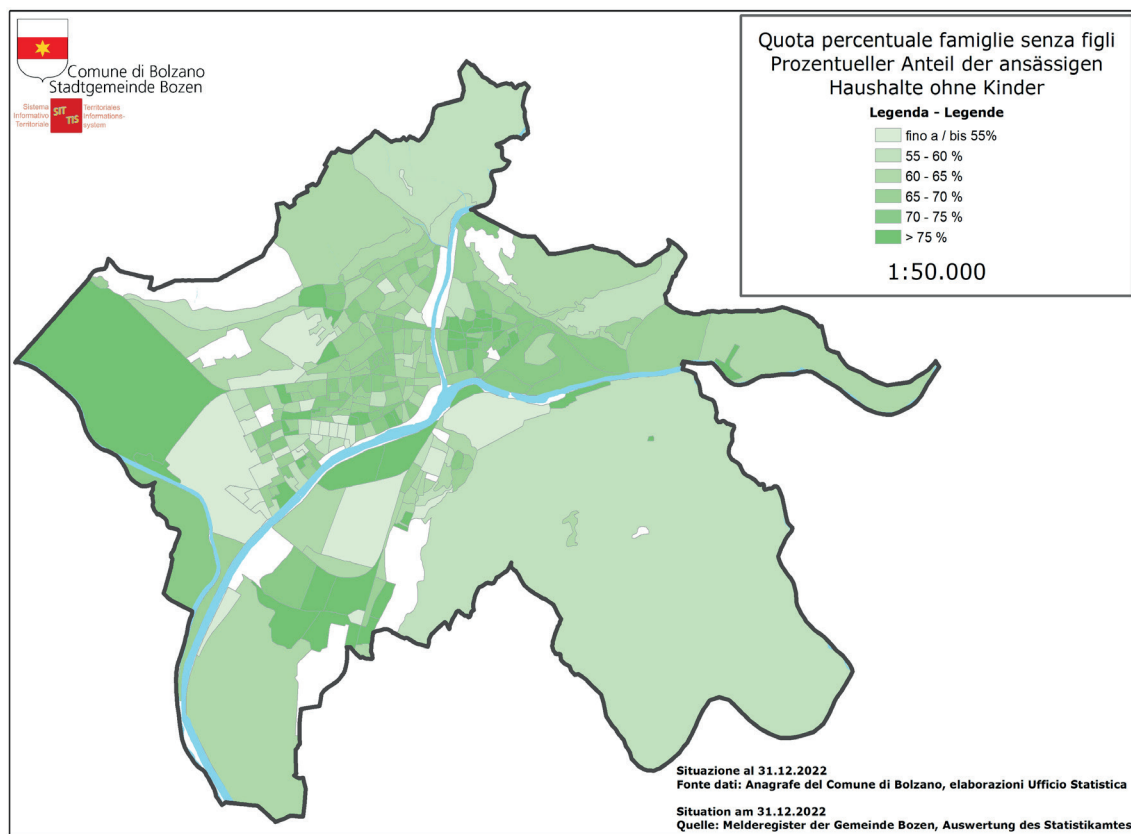 Comune di Bolzano
Stadtgemeinde Bozen
Sistema
Informativo
Territoriale
SIT
TIS
Territoriales
Informations-
system
Quota percentuale famiglie senza figli
Prozentueller Anteil der ansässigen
Haushalte ohne Kinder
Legenda - Legende
fino a / bis 55%
55 - 60 %
60 - 65 %
65 - 70 %
70 - 75 %
> 75 %
1:50.000
Situazione al 31.12.2022
Fonte dati: Anagrafe del Comune di Bolzano, elaborazioni Ufficio Statistica
Situation am 31.12.2022
Quelle: Melderegister der Gemeinde Bozen, Auswertung des Statistikamtes